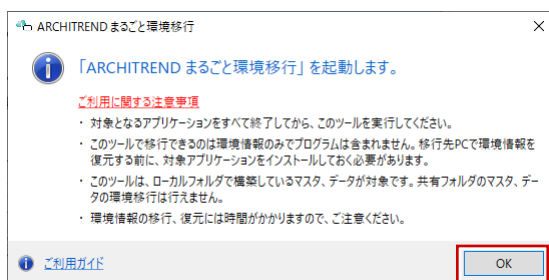 ARCHITREND まるごと環境移行
「ARCHITREND まるごと環境移行」を起動します。
ご利用に関する注意事項
・ 対象となるアプリケーションをすべて終了してから、このツールを実行してください。
・ このツールで移行できるのは環境情報のみでプログラムは含まれません。移行先PCで環境情報を
復元する前に、対象アプリケーションをインストールしておく必要があります。
・ このツールは、ローカルフォルダで構築しているマスタ、データが対象です。共有フォルダのマスタ、デー
タの環境移行は行えません。
・ 環境情報の移行、復元には時間がかかりますので、ご注意ください。
ご利用ガイド
OK